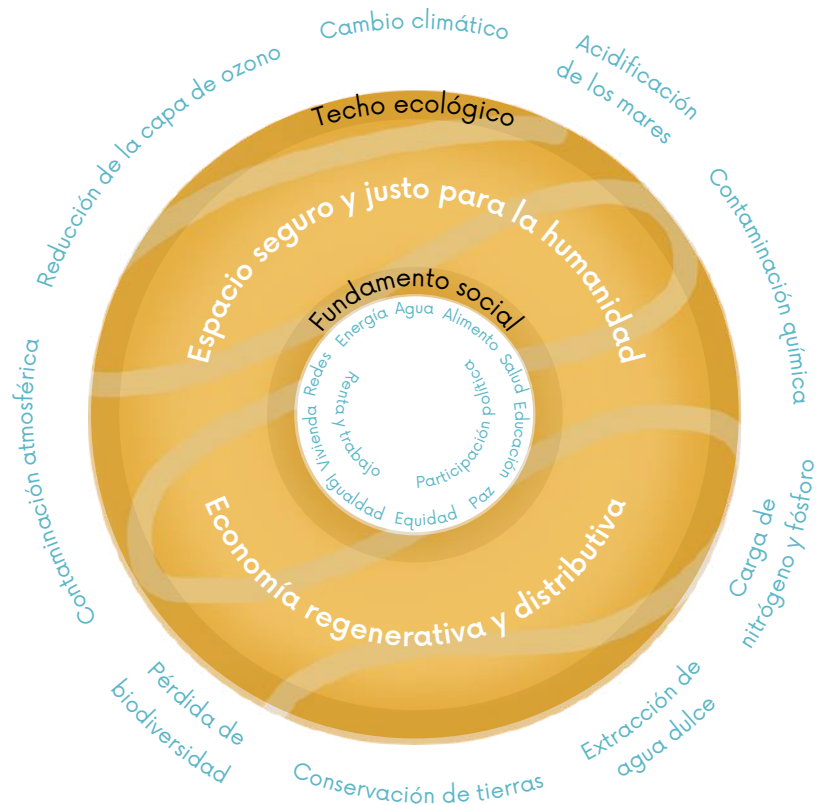 Cambio climático
Acidificación
de los mares
Contaminación química
Carga de
nitrógeno y fósforo
Extracción de
agua dulce
Conservación de tierras
Pérdida de
biodiversidad
Contaminación atmosférica
Reducción de la capa de ozono
Techo ecológico
Espacio seguro y justo para la humanidad
Fundamento social
Agua
Alimento
Salud
Educación
Paz
Equidad
Igualdad
Vivienda
Redes
Energía
Participación política
Renta y trabajo
Economía regenerativa y distributiva